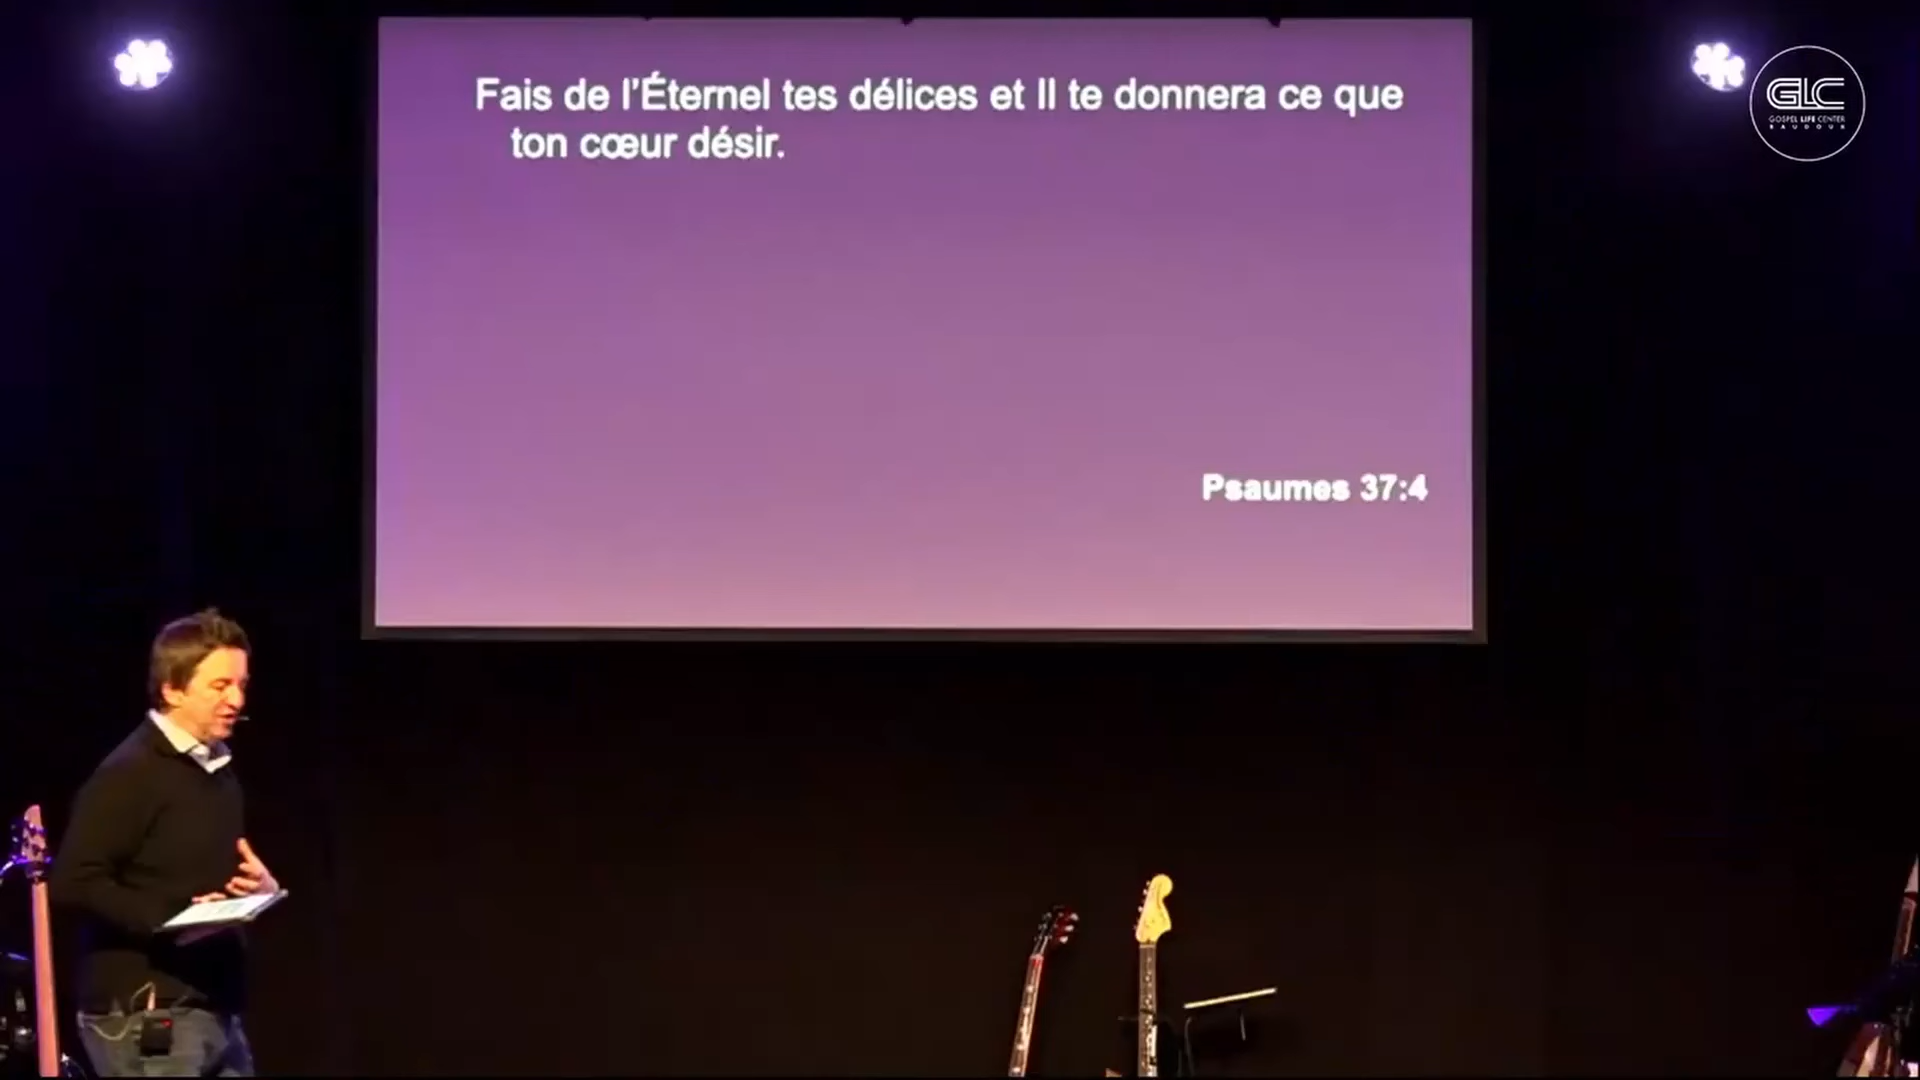 Fais de l'Éternel tes délices et Il te donnera ce que
ton cœur désir.
Psaumes 37:4
GLC
GOSPEL LIFE CENTER
BAUDOUR